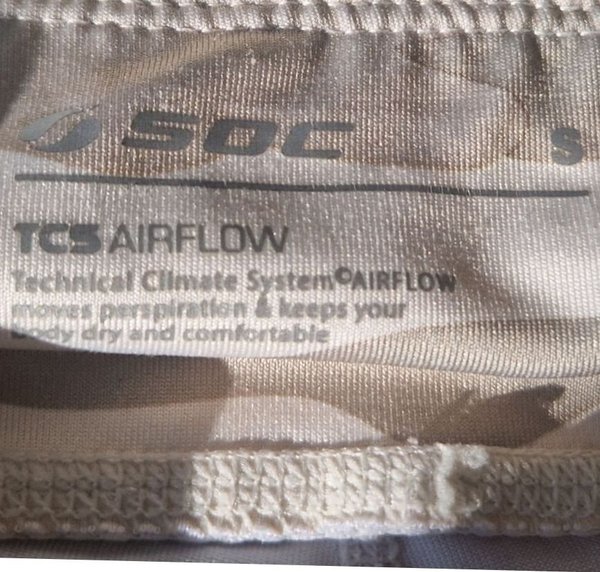 SOC S
TCS AIRFLOW
Technical Climate System©AIRFLOW
moves perspiration & keeps your
body dry and comfortable